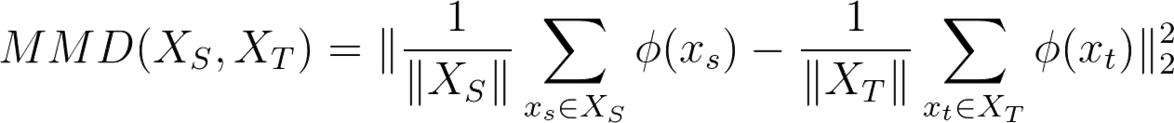 MMD(X_S, X_T) = \| \frac{1}{\|X_S\|} \sum_{x_s \in X_S} \phi(x_s) - \frac{1}{\|X_T\|} \sum_{x_t \in X_T} \phi(x_t) \|_2^2